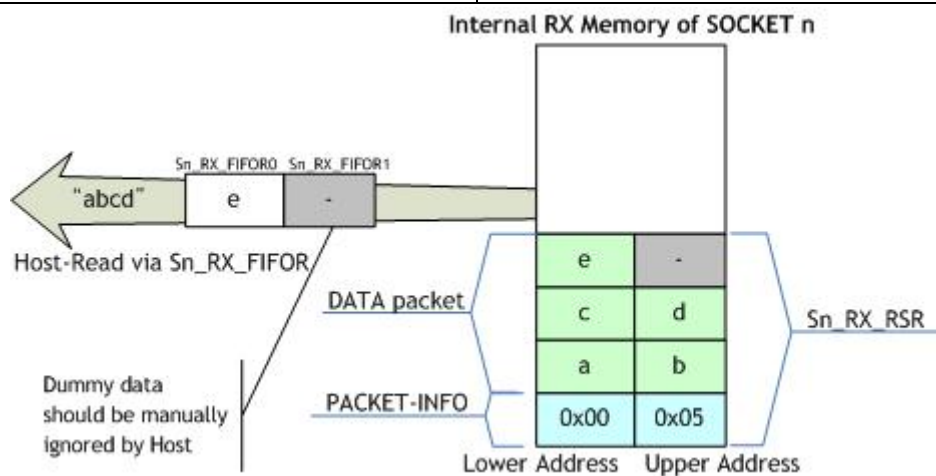 Internal RX Memory of SOCKET n
Sn_RX_FIFOR0 Sn_RX_FIFOR1
"abcd" e -
Host-Read via Sn_RX_FIFOR
e -
DATA packet
c d
Sn_RX_RSR
a b
Dummy data
should be manually
ignored by Host
PACKET-INFO
0x00 0x05
Lower Address Upper Address